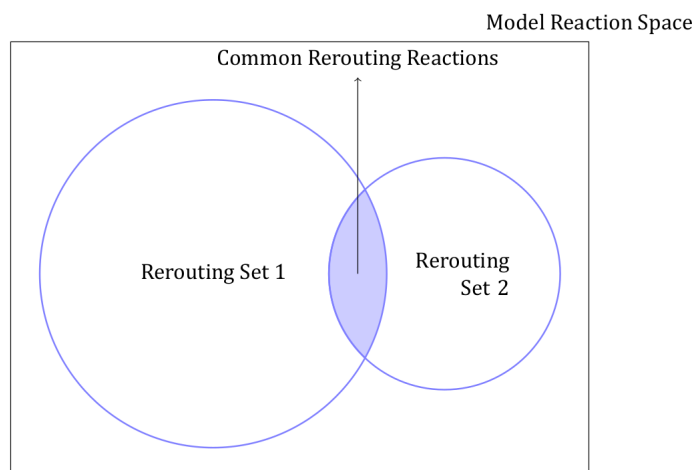 Model Reaction Space
Common Rerouting Reactions
Rerouting Set 1
Rerouting
Set 2